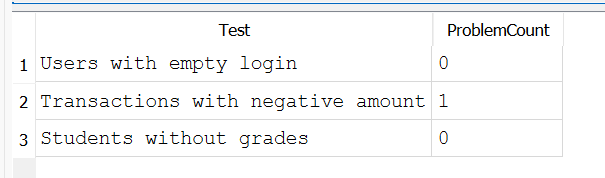 Test ProblemCount
1 Users with empty login 0
2 Transactions with negative amount 1
3 Students without grades 0